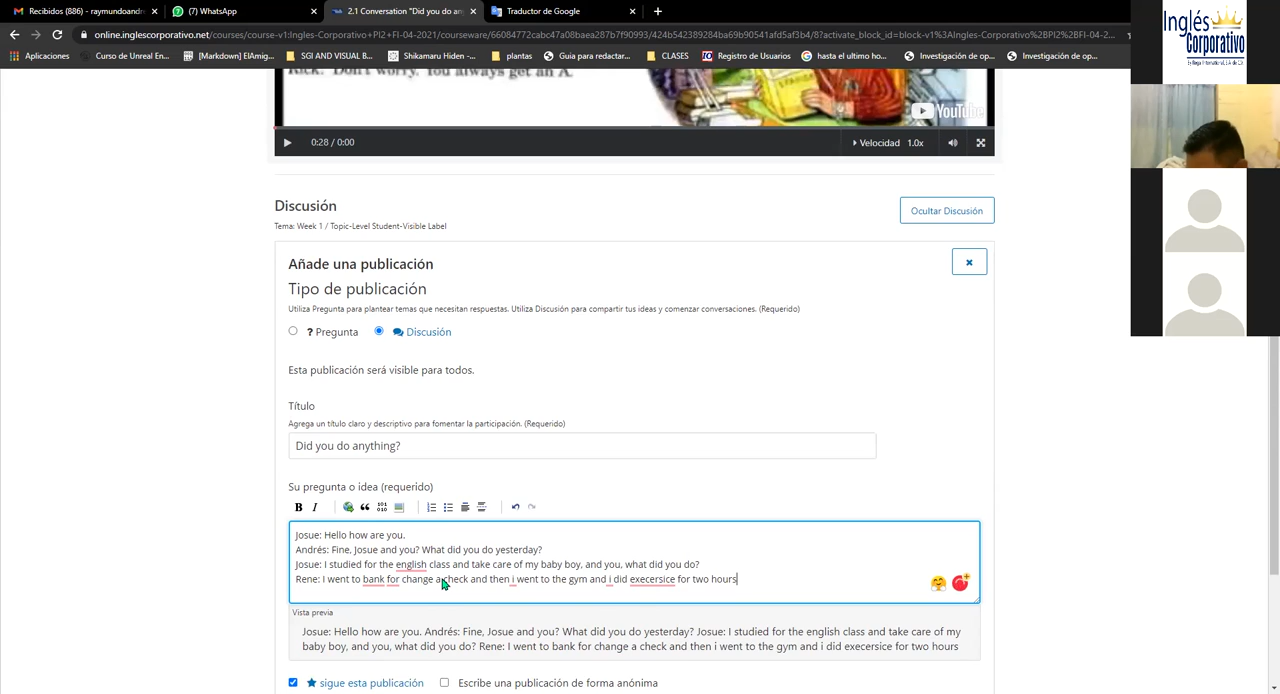 Recibidos (886) - raymundoandre
(7) WhatsApp
2.1 Conversation "Did you do any
Traductor de Google
online.inglescorporativo.net/courses/course-v1:Ingles-Corporativo+PI2+FI-04-2021/courseware/66084772cabc47a08baea287b7f90993/424b542389284ba69b90541afd5af3b4/8?activate_block_id=block-v1%3AIngles-Corporativo%2BPI2%2BFI-04-2...
Aplicaciones
Curso de Unreal En...
[Markdown] ElAmig...
SGI AND VISUAL B...
Shikamaru Hiden -...
plantas
Guía para redactar...
CLASES
Registro de Usuarios
hasta el ultimo ho...
Investigación de op...
Investigación de op...
Inglés
Corporativo
Rick: Don't worry. You always get an A.
YouTube
0:28 / 0:00
Velocidad 1.0x
Discusión
Ocultar Discusión
Tema: Week 1 / Topic-Level Student-Visible Label
Añade una publicación
Tipo de publicación
Utiliza Pregunta para plantear temas que necesitan respuestas. Utiliza Discusión para compartir tus ideas y comenzar conversaciones. (Requerido)
? Pregunta
Discusión
Esta publicación será visible para todos.
Título
Agrega un título claro y descriptivo para fomentar la participación. (Requerido)
Did you do anything?
Su pregunta o idea (requerido)
B I
Josue: Hello how are you.
Andrés: Fine, Josue and you? What did you do yesterday?
Josue: I studied for the english class and take care of my baby boy, and you, what did you do?
Rene: I went to bank for change a check and then i went to the gym and i did execersice for two hours
Vista previa
Josue: Hello how are you. Andrés: Fine, Josue and you? What did you do yesterday? Josue: I studied for the english class and take care of my
baby boy, and you, what did you do? Rene: I went to bank for change a check and then i went to the gym and i did execersice for two hours
sigue esta publicación
Escribe una publicación de forma anónima